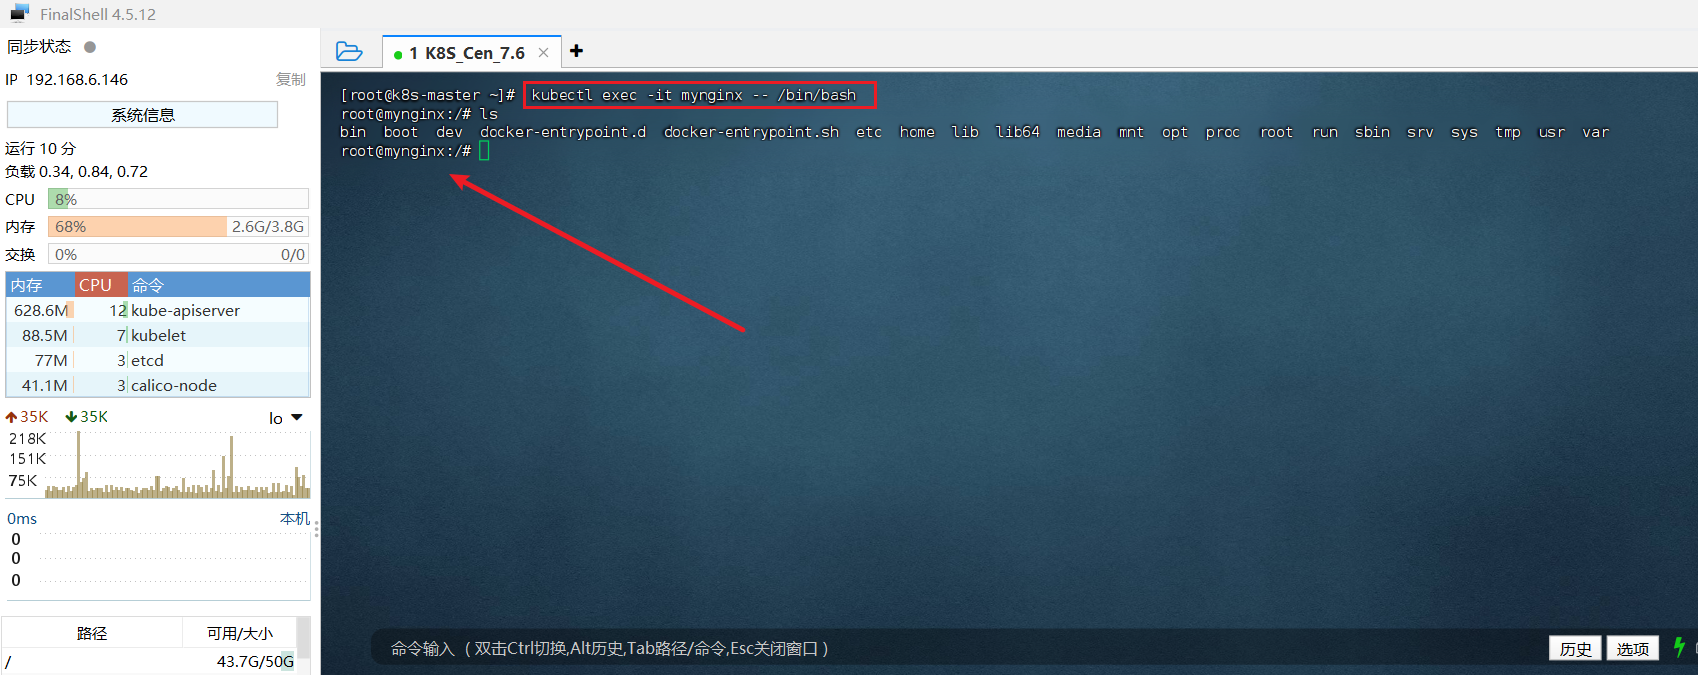 FinalShell 4.5.12
同步状态
IP 192.168.6.146 复制
系统信息
运行 10 分
负载 0.34, 0.84, 0.72
CPU 8%
内存 68% 2.6G/3.8G
交换 0% 0/0
内存 CPU 命令
628.6M 12 kube-apiserver
88.5M 7 kubelet
77M 3 etcd
41.1M 3 calico-node
35K 35K lo
218K
151K
75K
0ms 本机
0
0
0
路径 可用/大小
/ 43.7G/50G
1 K8S_Cen_7.6
[root@k8s-master ~]# kubectl exec -it mynginx -- /bin/bash
root@mynginx:/# ls
bin boot dev docker-entrypoint.d docker-entrypoint.sh etc home lib lib64 media mnt opt proc root run sbin srv sys tmp usr var
root@mynginx:/#
命令输入 (双击Ctrl切换,Alt历史,Tab路径/命令,Esc关闭窗口)
历史 选项